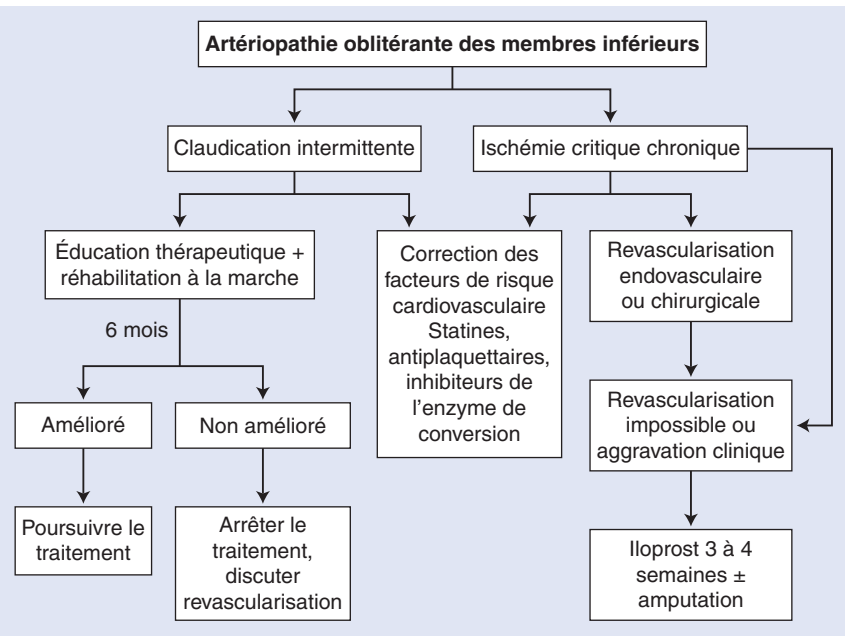 Artériopathie oblitérante des membres inférieurs
Claudication intermittente
Ischémie critique chronique
Éducation thérapeutique +
réhabilitation à la marche
Correction des
facteurs de risque
cardiovasculaire
Statines,
antiplaquettaires,
inhibiteurs de
l'enzyme de
conversion
Revascularisation
endovasculaire
ou chirurgicale
6 mois
Amélioré
Non amélioré
Revascularisation
impossible ou
aggravation clinique
Poursuivre le
traitement
Arrêter le
traitement,
discuter
revascularisation
Iloprost 3 à 4
semaines ±
amputation